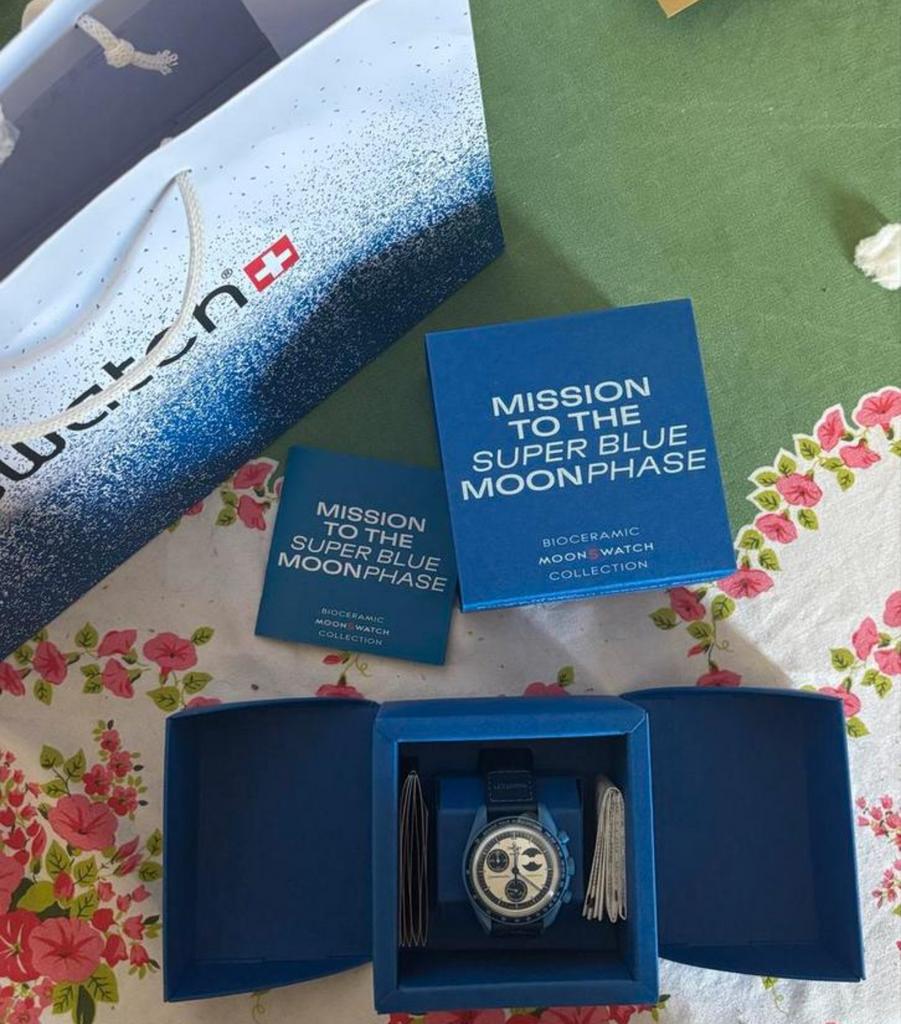 swatch
MISSION
TO THE
SUPER BLUE
MOONPHASE
BIOCERAMIC
MOONSWATCH
COLLECTION
MISSION
TO THE
SUPER BLUE
MOONPHASE
BIOCERAMIC
MOONSWATCH
COLLECTION